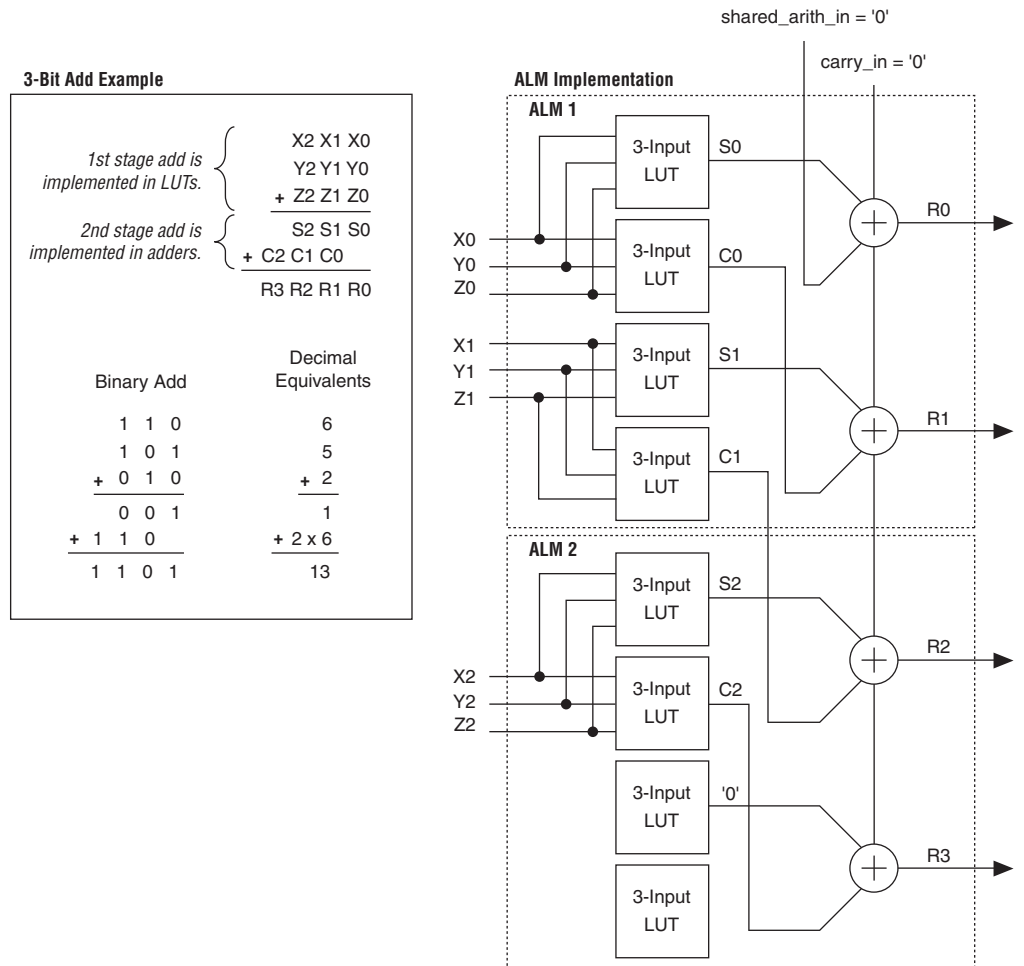 shared_arith_in = '0'
carry_in = '0'
3-Bit Add Example
1st stage add is
implemented in LUTs.
X2 X1 X0
Y2 Y1 Y0
+ Z2 Z1 Z0
2nd stage add is
implemented in adders.
S2 S1 S0
+ C2 C1 C0
R3 R2 R1 R0
Binary Add
Decimal
Equivalents
1 1 0
1 0 1
+ 0 1 0
0 0 1
+ 1 1 0
1 1 0 1
6
5
+ 2
1
+ 2 x 6
13
ALM Implementation
ALM 1
3-Input
LUT
S0
R0
X0
Y0
Z0
3-Input
LUT
C0
X1
Y1
Z1
3-Input
LUT
S1
R1
3-Input
LUT
C1
ALM 2
3-Input
LUT
S2
R2
X2
Y2
Z2
3-Input
LUT
C2
3-Input
LUT
'0'
R3
3-Input
LUT